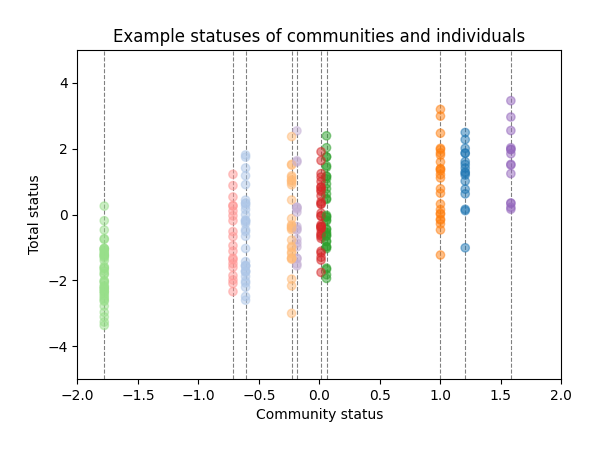 Example statuses of communities and individuals
Total status
4
2
0
−2
−4
−2.0 −1.5 −1.0 −0.5 0.0 0.5 1.0 1.5 2.0
Community status